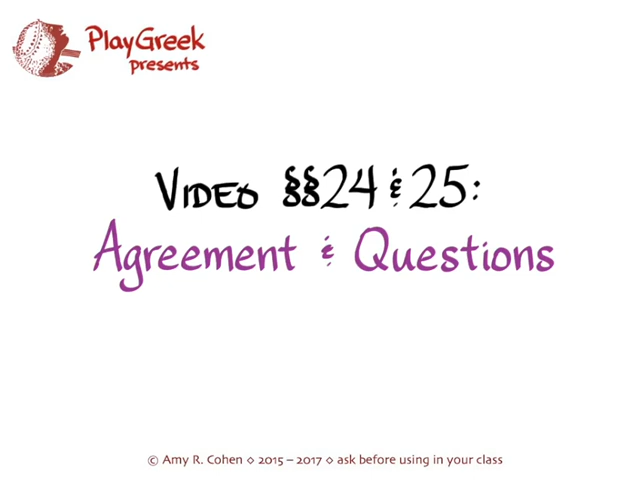 PlayGreek
presents
VIDEO §§24 & 25:
Agreement & Questions
© Amy R. Cohen ◇ 2015 – 2017 ◇ ask before using in your class